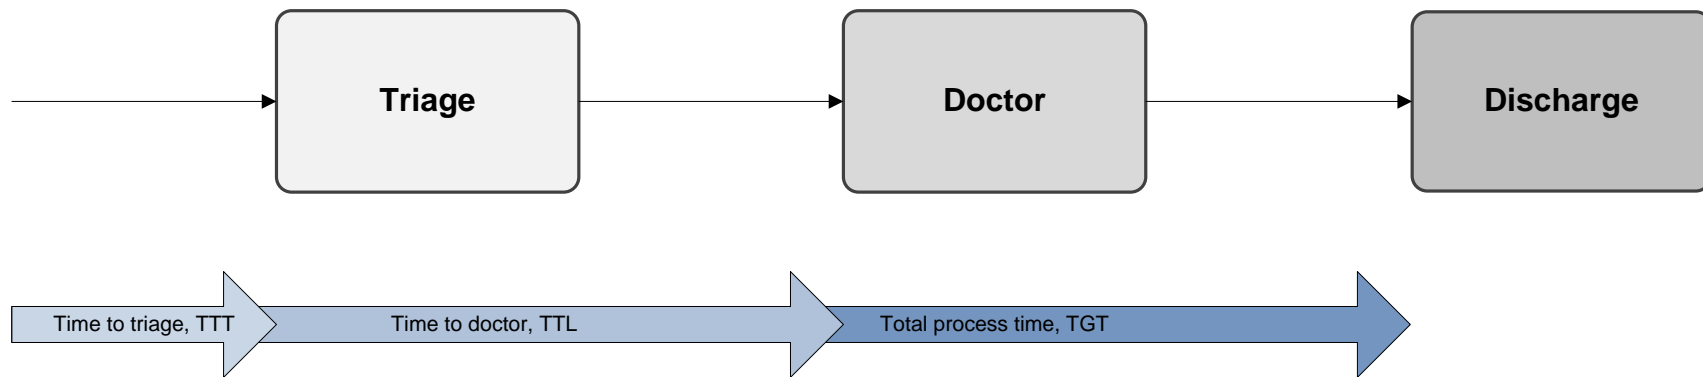 Triage
Doctor
Discharge
Time to triage, TTT
Time to doctor, TTL
Total process time, TGT